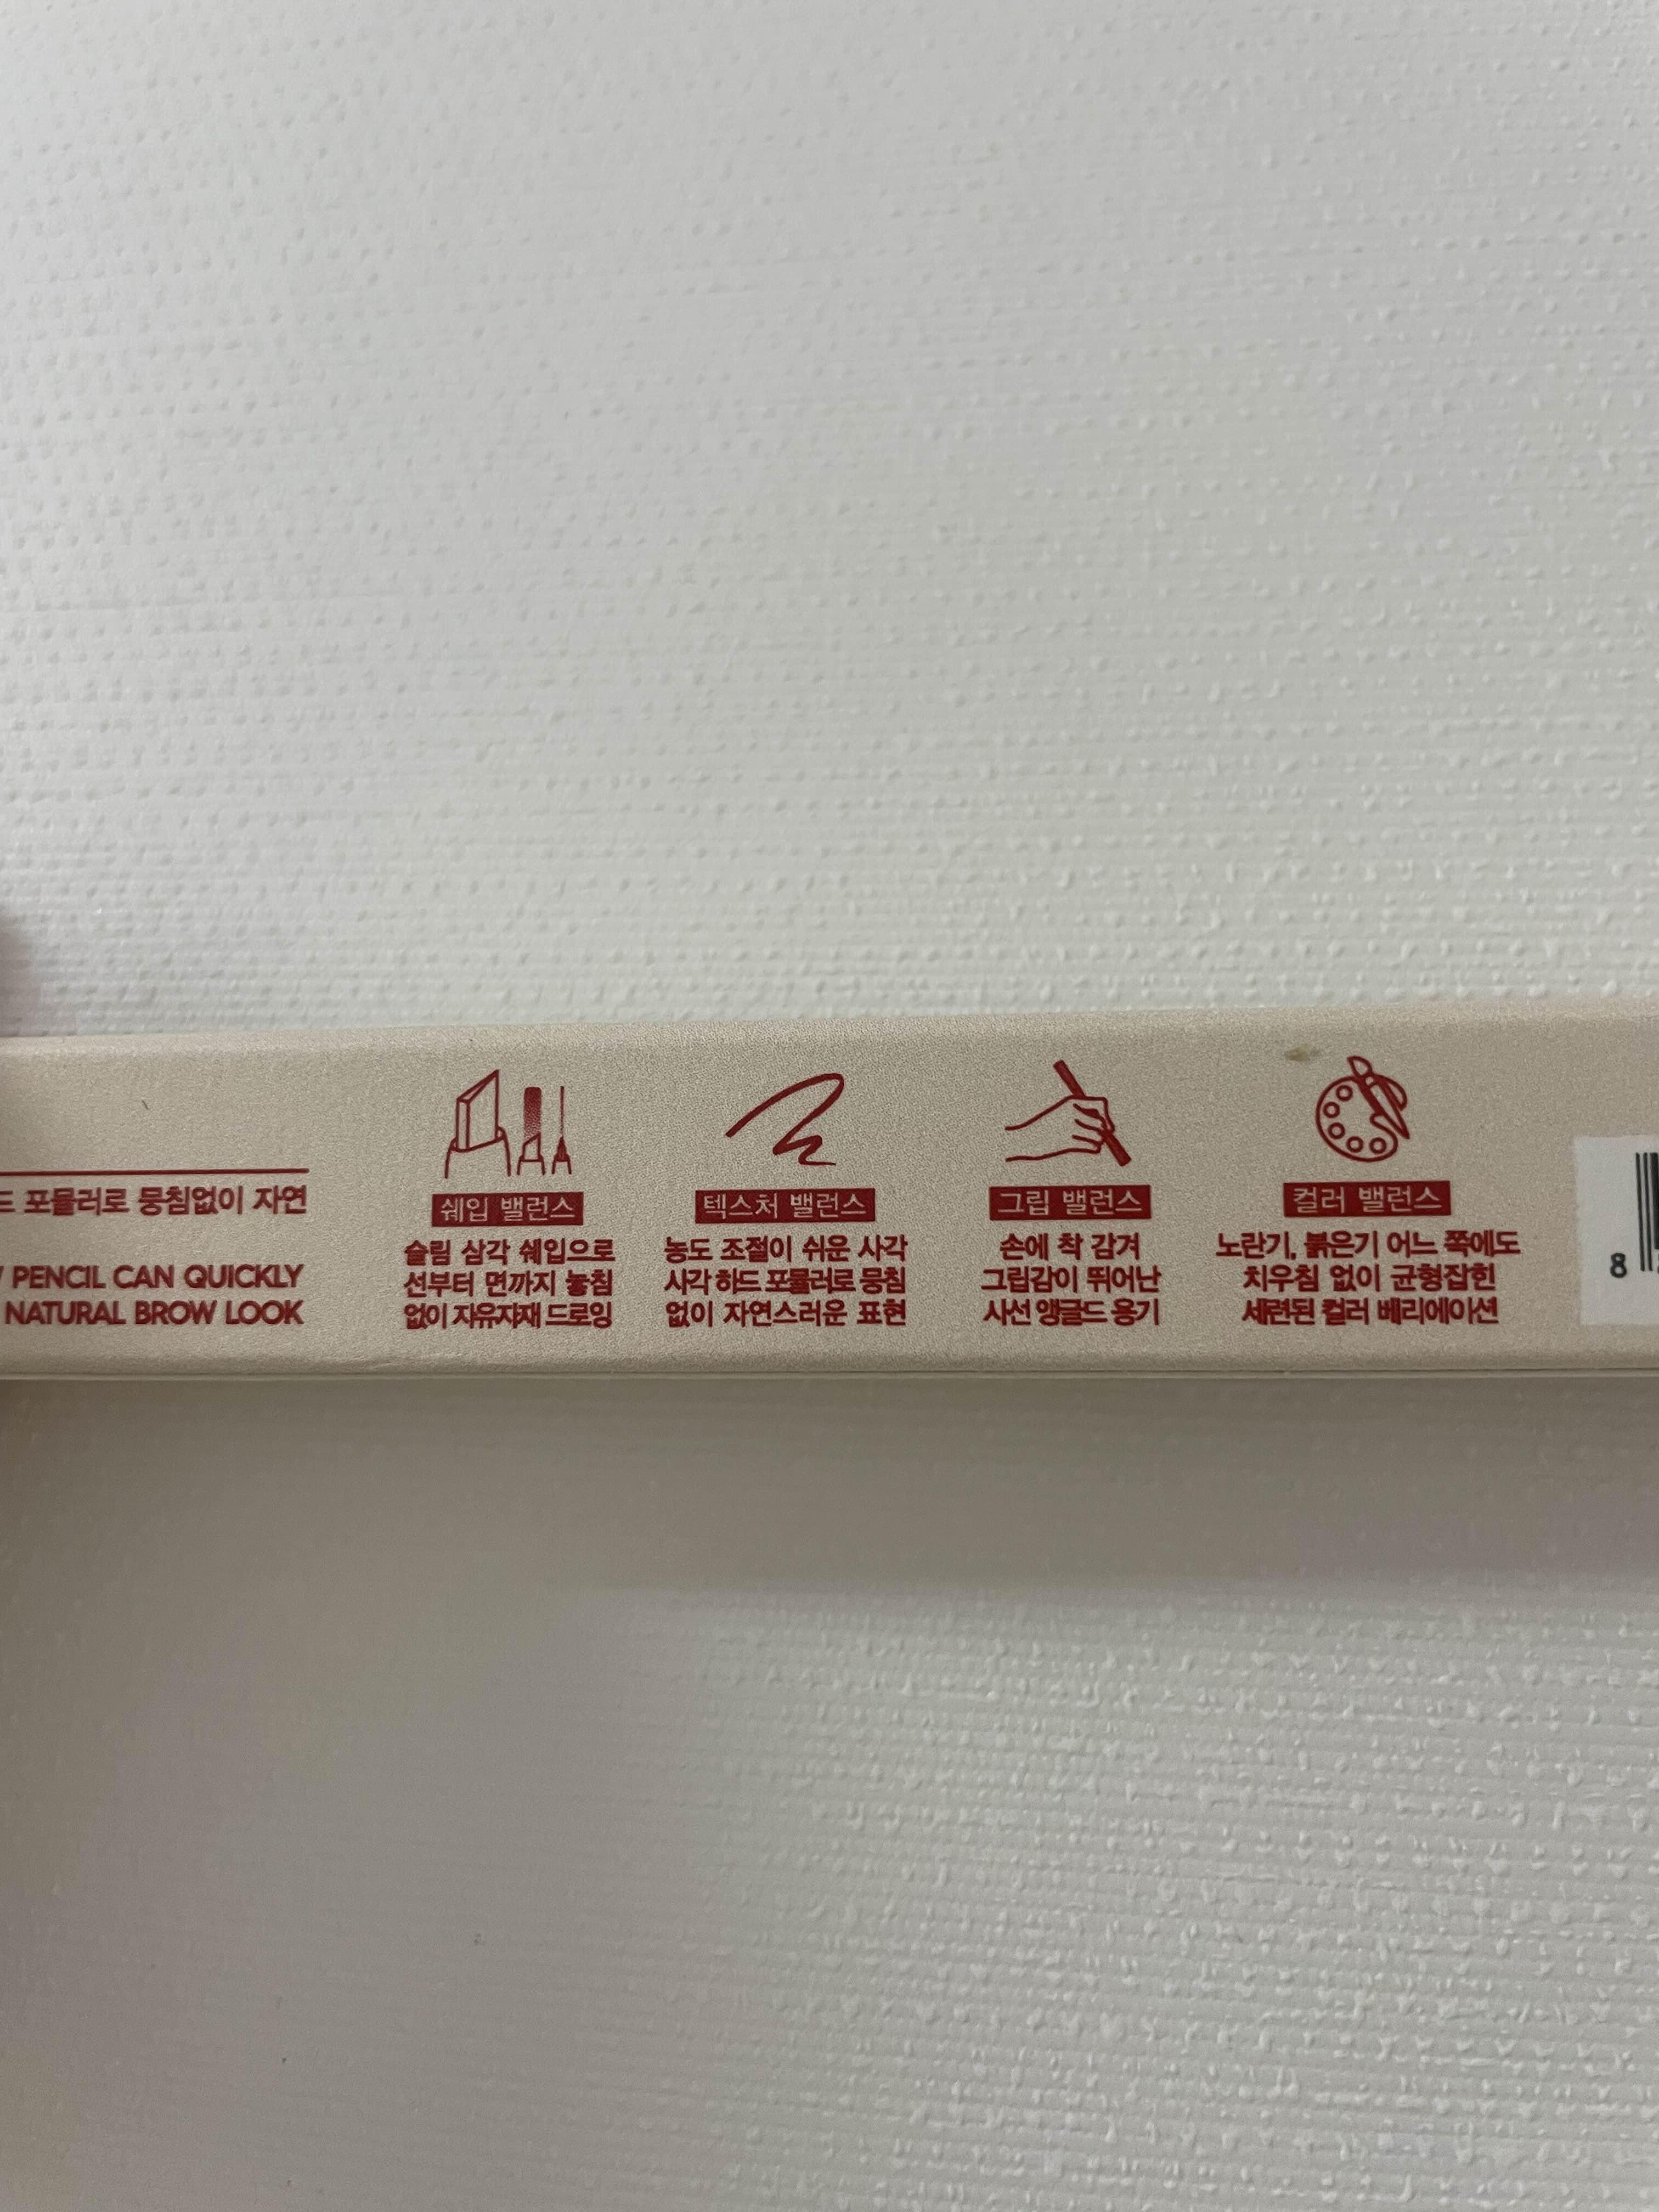 포뮬러로 뭉침없이 자연
PENCIL CAN QUICKLY
NATURAL BROW LOOK
쉐입 밸런스
슬림 삼각 쉐입으로
선부터 면까지 놓침
없이 자유자재 드로잉
텍스처 밸런스
농도 조절이 쉬운 사각
사각 하드 포뮬러로 뭉침
없이 자연스러운 표현
그립 밸런스
손에 착 감겨
그립감이 뛰어난
사선 앵글드 용기
컬러 밸런스
노란기, 붉은기 어느 쪽에도
치우침 없이 균형잡힌
세련된 컬러 베리에이션
8